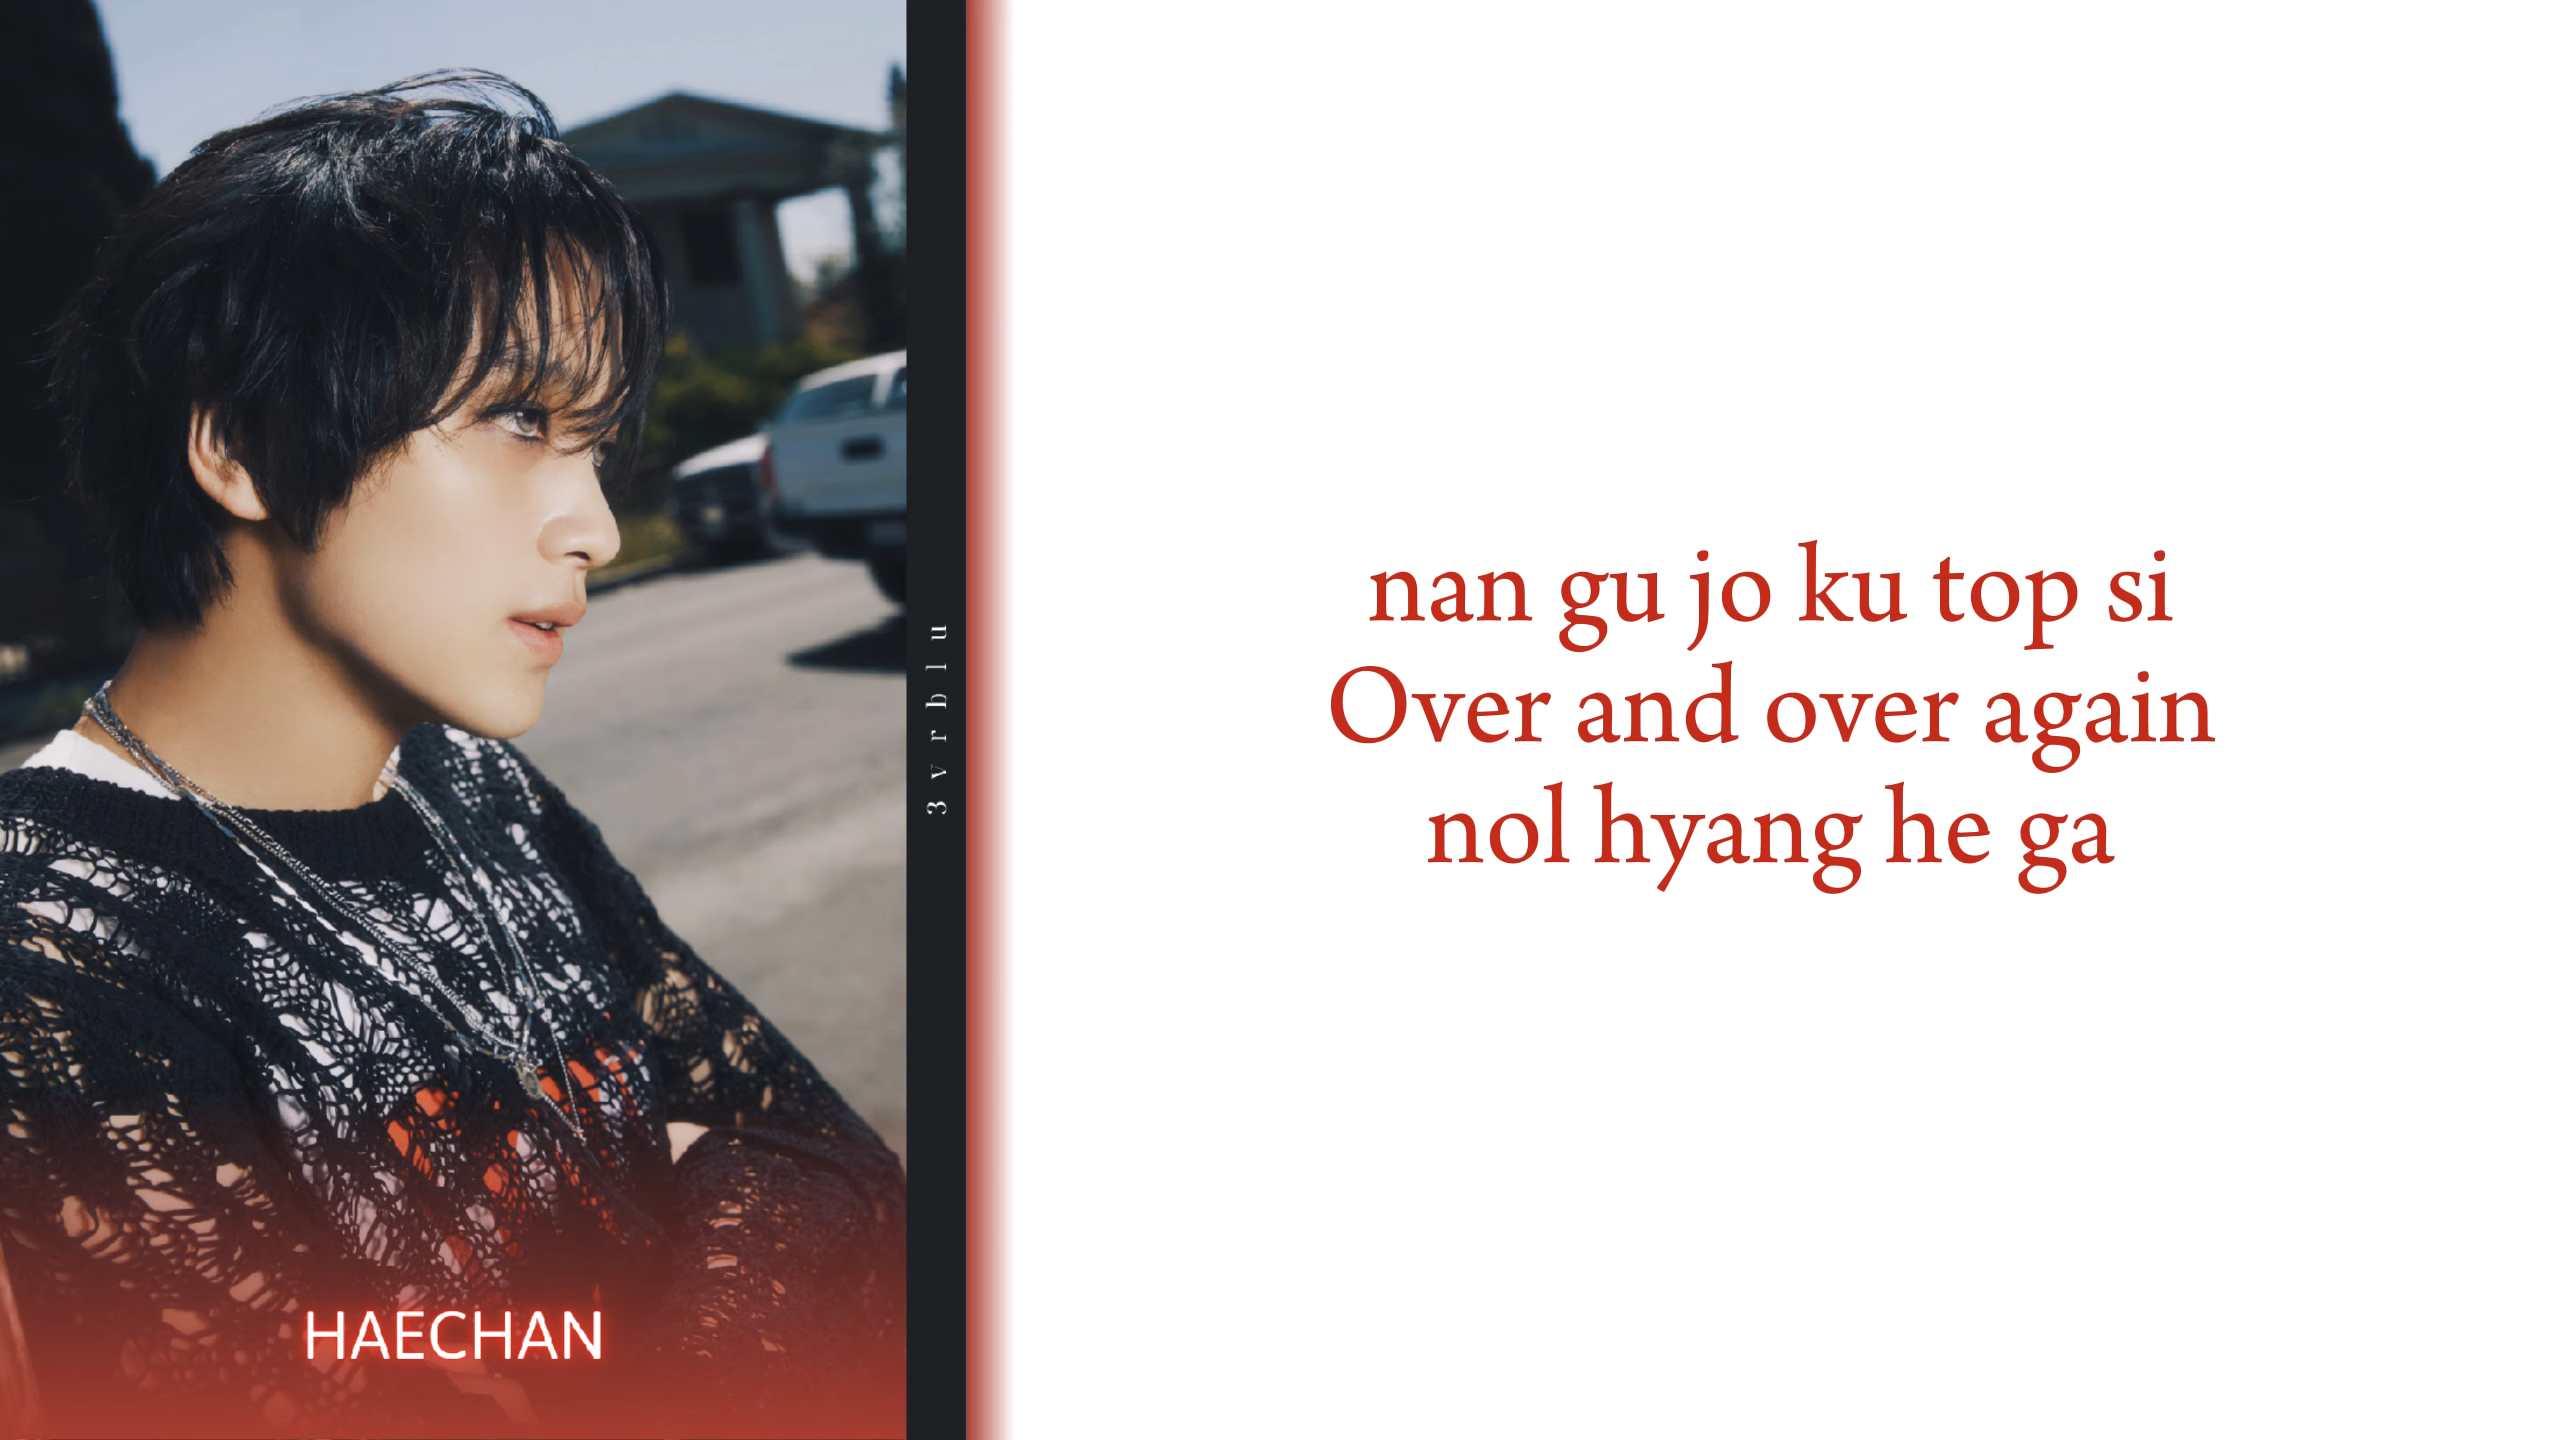 HAECHAN
3vrblu
nan gu jo ku top si
Over and over again
nol hyang he ga